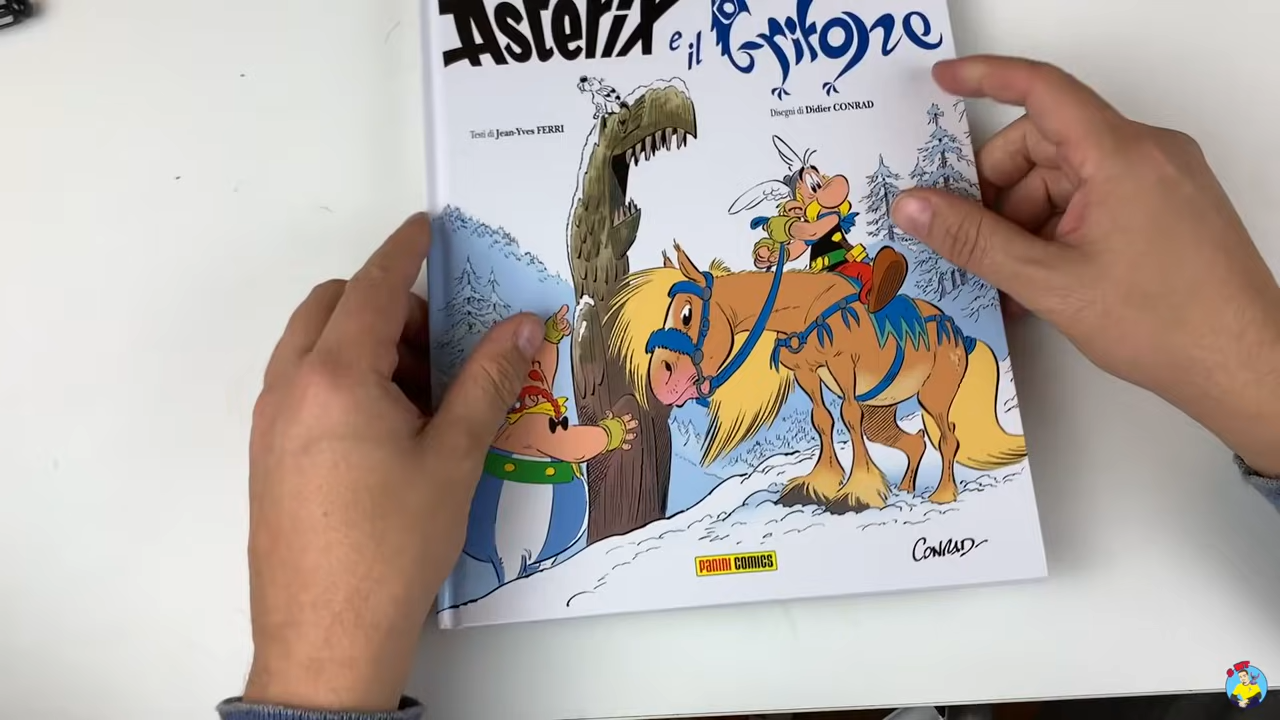 Asterix e il Grifone
Testi di Jean-Yves FERRI
Disegni di Didier CONRAD
PANINI COMICS
CONRAD